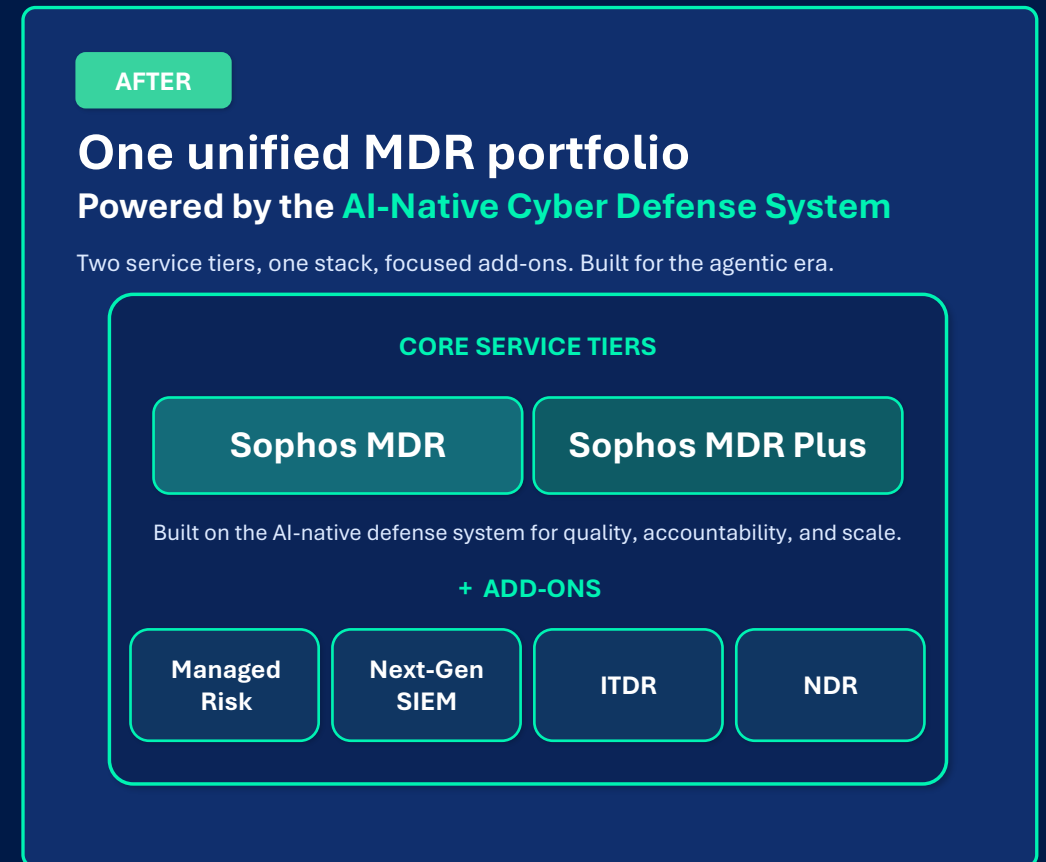 AFTER
One unified MDR portfolio
Powered by the AI-Native Cyber Defense System
Two service tiers, one stack, focused add-ons. Built for the agentic era.
CORE SERVICE TIERS
Sophos MDR
Sophos MDR Plus
Built on the AI-native defense system for quality, accountability, and scale.
+ ADD-ONS
Managed
Risk
Next-Gen
SIEM
ITDR
NDR